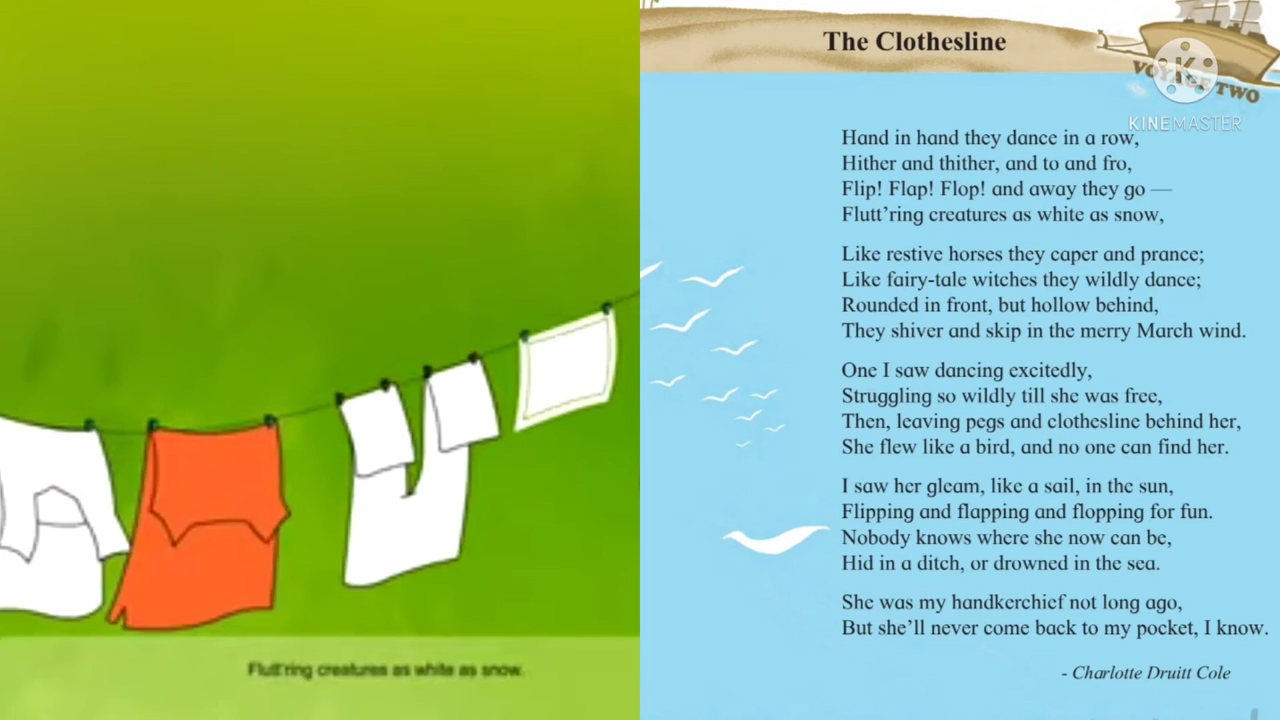 Flutt'ring creatures as white as snow.
The Clothesline
VOYAGE TWO
KINEMASTER
Hand in hand they dance in a row,
Hither and thither, and to and fro,
Flip! Flap! Flop! and away they go —
Flutt'ring creatures as white as snow,
Like restive horses they caper and prance;
Like fairy-tale witches they wildly dance;
Rounded in front, but hollow behind,
They shiver and skip in the merry March wind.
One I saw dancing excitedly,
Struggling so wildly till she was free,
Then, leaving pegs and clothesline behind her,
She flew like a bird, and no one can find her.
I saw her gleam, like a sail, in the sun,
Flipping and flapping and flopping for fun.
Nobody knows where she now can be,
Hid in a ditch, or drowned in the sea.
She was my handkerchief not long ago,
But she'll never come back to my pocket, I know.
- Charlotte Druitt Cole